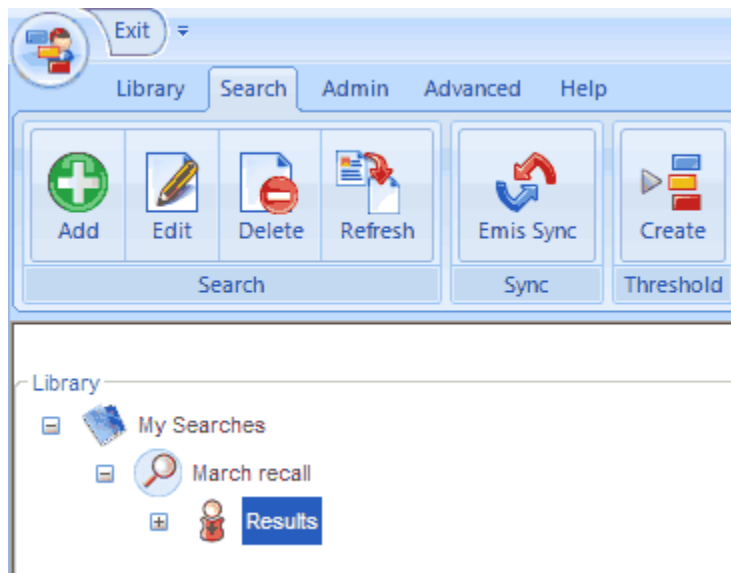 Exit
Library Search Admin Advanced Help
Add Edit Delete Refresh Emis Sync Create
Search Sync Threshold
Library
My Searches
March recall
Results